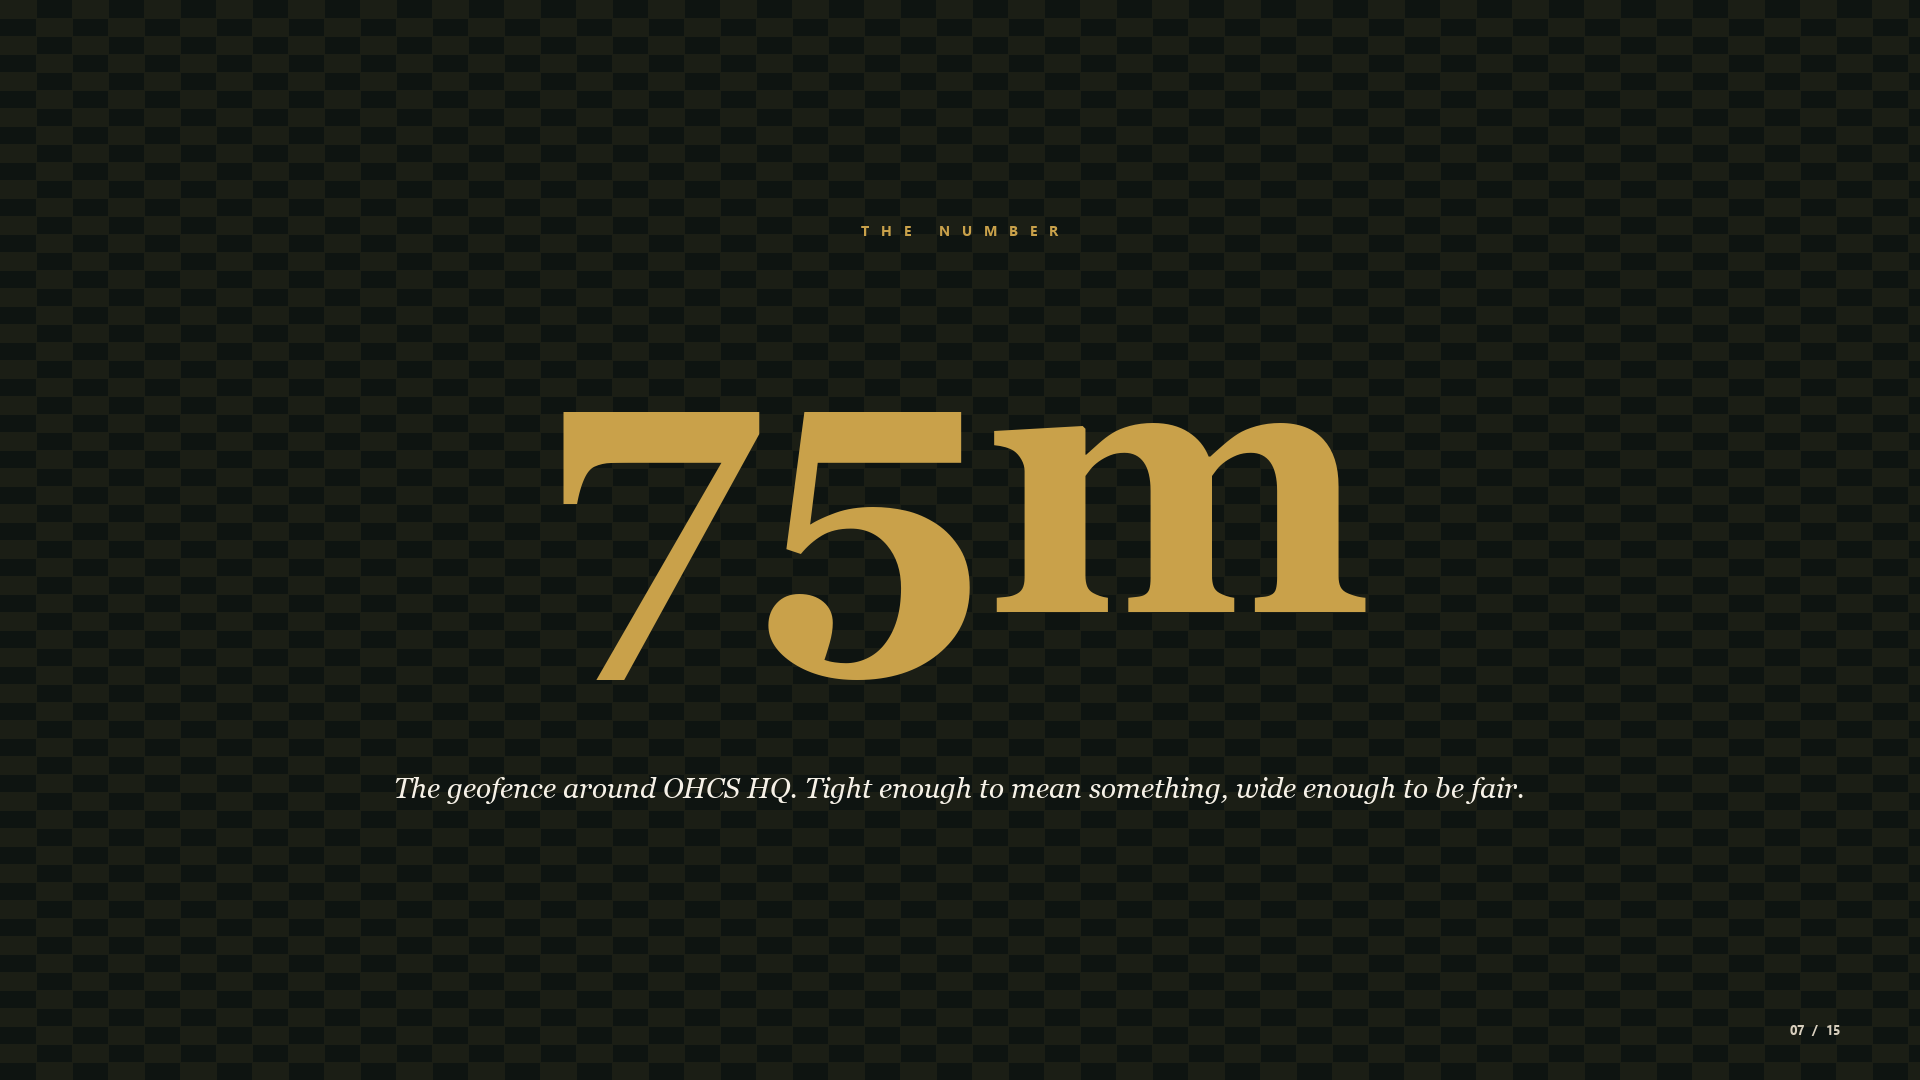 THE NUMBER
75m
The geofence around OHCS HQ. Tight enough to mean something, wide enough to be fair.
07 / 15